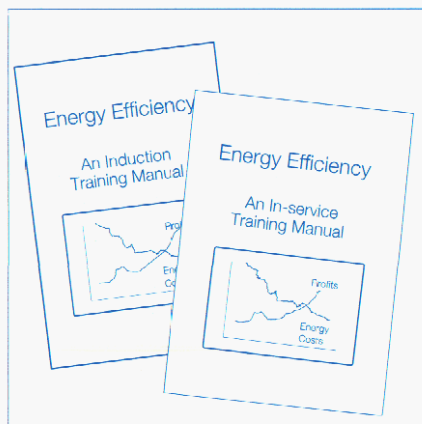 Energy Efficiency
An Induction
Training Manual
Energy Efficiency
An In-service
Training Manual
Profits
Energy
Costs